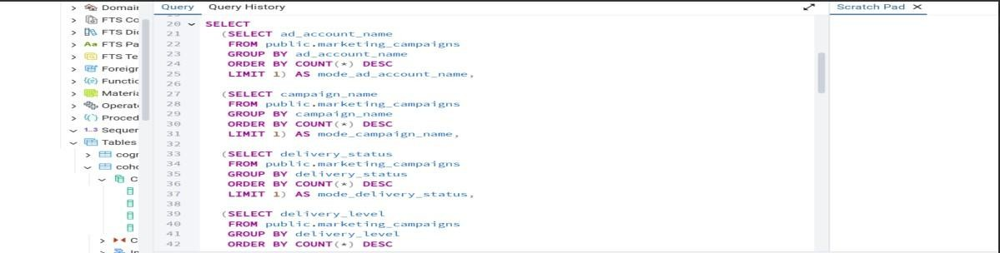 Domain
FTS Co
FTS Dic
Aa FTS Pa
FTS Te
Foreigr
Functic
Materia
Operat
Proced
1..3 Sequer
Tables
cogr
coho
C
C
In
Query
Query History
20 SELECT
21 (SELECT ad_account_name
22 FROM public.marketing_campaigns
23 GROUP BY ad_account_name
24 ORDER BY COUNT(*) DESC
25 LIMIT 1) AS mode_ad_account_name,
26
27 (SELECT campaign_name
28 FROM public.marketing_campaigns
29 GROUP BY campaign_name
30 ORDER BY COUNT(*) DESC
31 LIMIT 1) AS mode_campaign_name,
32
33 (SELECT delivery_status
34 FROM public.marketing_campaigns
35 GROUP BY delivery_status
36 ORDER BY COUNT(*) DESC
37 LIMIT 1) AS mode_delivery_status,
38
39 (SELECT delivery_level
40 FROM public.marketing_campaigns
41 GROUP BY delivery_level
42 ORDER BY COUNT(*) DESC
Scratch Pad